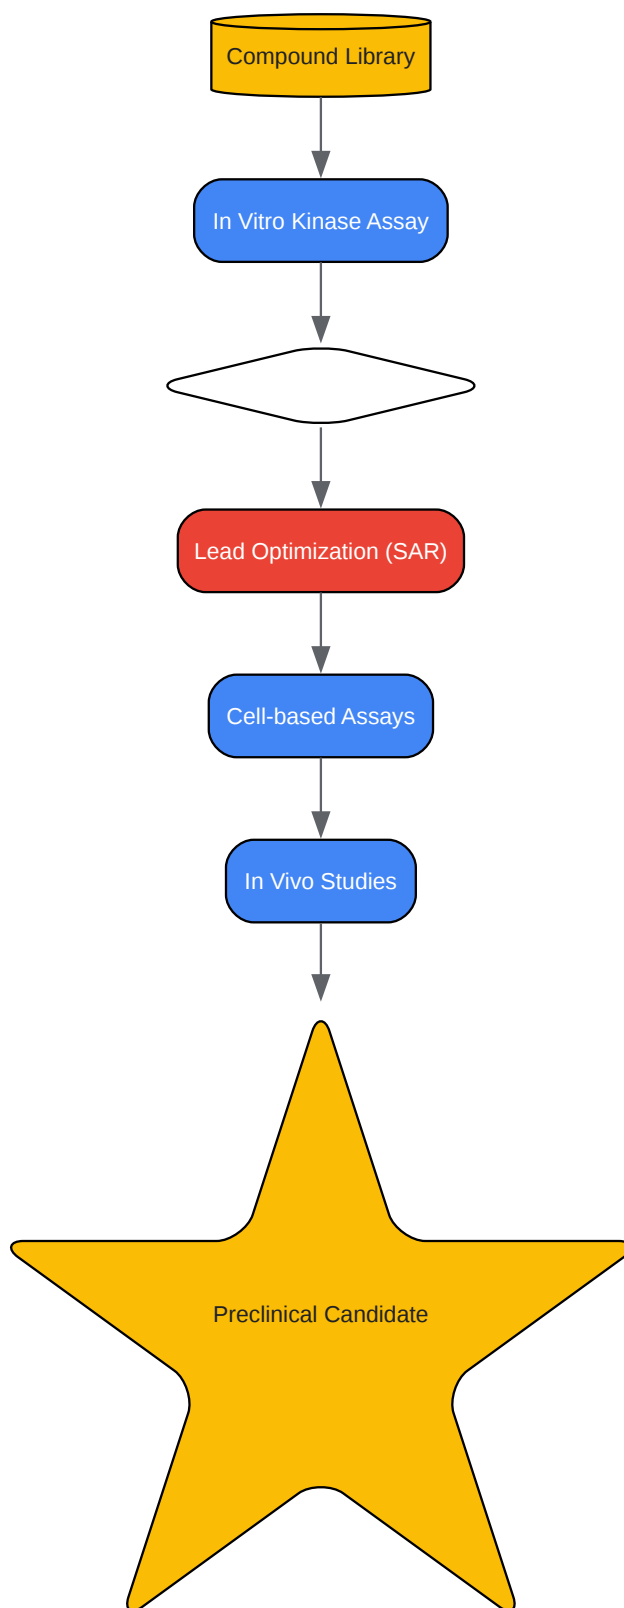 Compound Library
In Vitro Kinase Assay
Lead Optimization (SAR)
Cell-based Assays
In Vivo Studies
Preclinical Candidate